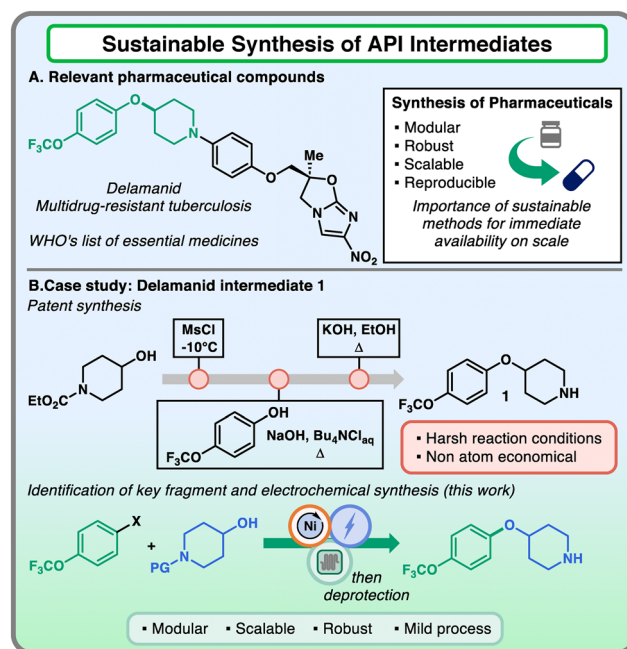 Sustainable Synthesis of API Intermediates
A. Relevant pharmaceutical compounds
O
F₃CO
N
O
Me
O
N
N
NO₂
Delamanid
Multidrug-resistant tuberculosis
WHO's list of essential medicines
Synthesis of Pharmaceuticals
▪ Modular
▪ Robust
▪ Scalable
▪ Reproducible
Importance of sustainable
methods for immediate
availability on scale
B.Case study: Delamanid intermediate 1
Patent synthesis
OH
N
EtO₂C
MsCl
-10°C
OH
F₃CO
NaOH, Bu₄NClaq
Δ
KOH, EtOH
Δ
O
F₃CO
1
NH
▪ Harsh reaction conditions
▪ Non atom economical
Identification of key fragment and electrochemical synthesis (this work)
X
F₃CO
+
OH
N
PG
Ni
then
deprotection
O
F₃CO
NH
▪ Modular ▪ Scalable ▪ Robust ▪ Mild process